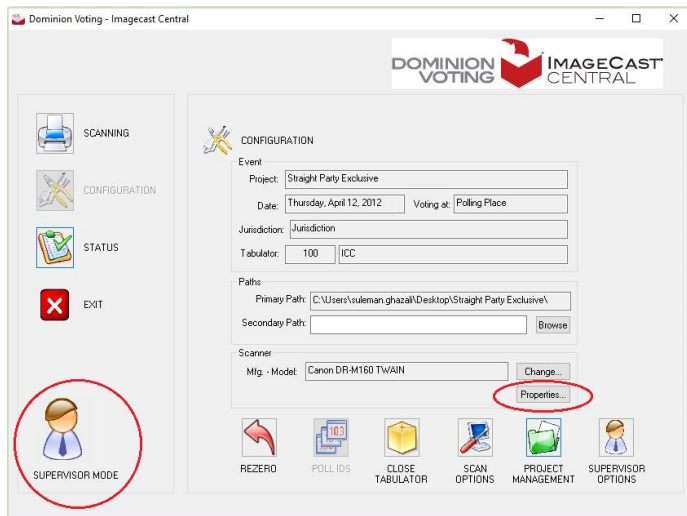 Dominion Voting - Imagecast Central
DOMINION VOTING IMAGECAST CENTRAL
SCANNING
CONFIGURATION
STATUS
EXIT
SUPERVISOR MODE
CONFIGURATION
Event
Project: Straight Party Exclusive
Date: Thursday, April 12, 2012 Voting at: Polling Place
Jurisdiction: Jurisdiction
Tabulator: 100 ICC
Paths
Primary Path: C:\Users\suleman.ghazali\Desktop\Straight Party Exclusive\
Secondary Path: Browse
Scanner
Mfg. - Model: Canon DR-M160 TWAIN Change...
Properties...
REZERO
POLL IDS
CLOSE
TABULATOR
SCAN
OPTIONS
PROJECT
MANAGEMENT
SUPERVISOR
OPTIONS